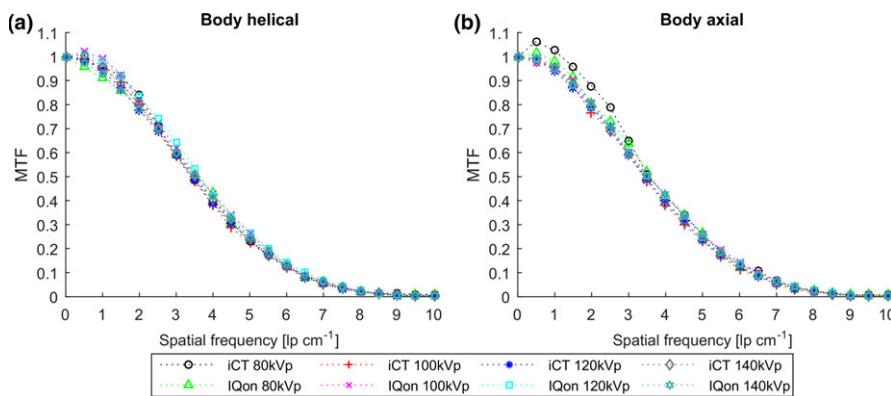 (a) Body helical
1.1
1
0.9
0.8
0.7
0.6
0.5
0.4
0.3
0.2
0.1
0
MTF
0 1 2 3 4 5 6 7 8 9 10
Spatial frequency [lp cm⁻¹]
(b) Body axial
1.1
1
0.9
0.8
0.7
0.6
0.5
0.4
0.3
0.2
0.1
0
MTF
0 1 2 3 4 5 6 7 8 9 10
Spatial frequency [lp cm⁻¹]
iCT 80kVp iCT 100kVp iCT 120kVp iCT 140kVp
IQon 80kVp IQon 100kVp IQon 120kVp IQon 140kVp